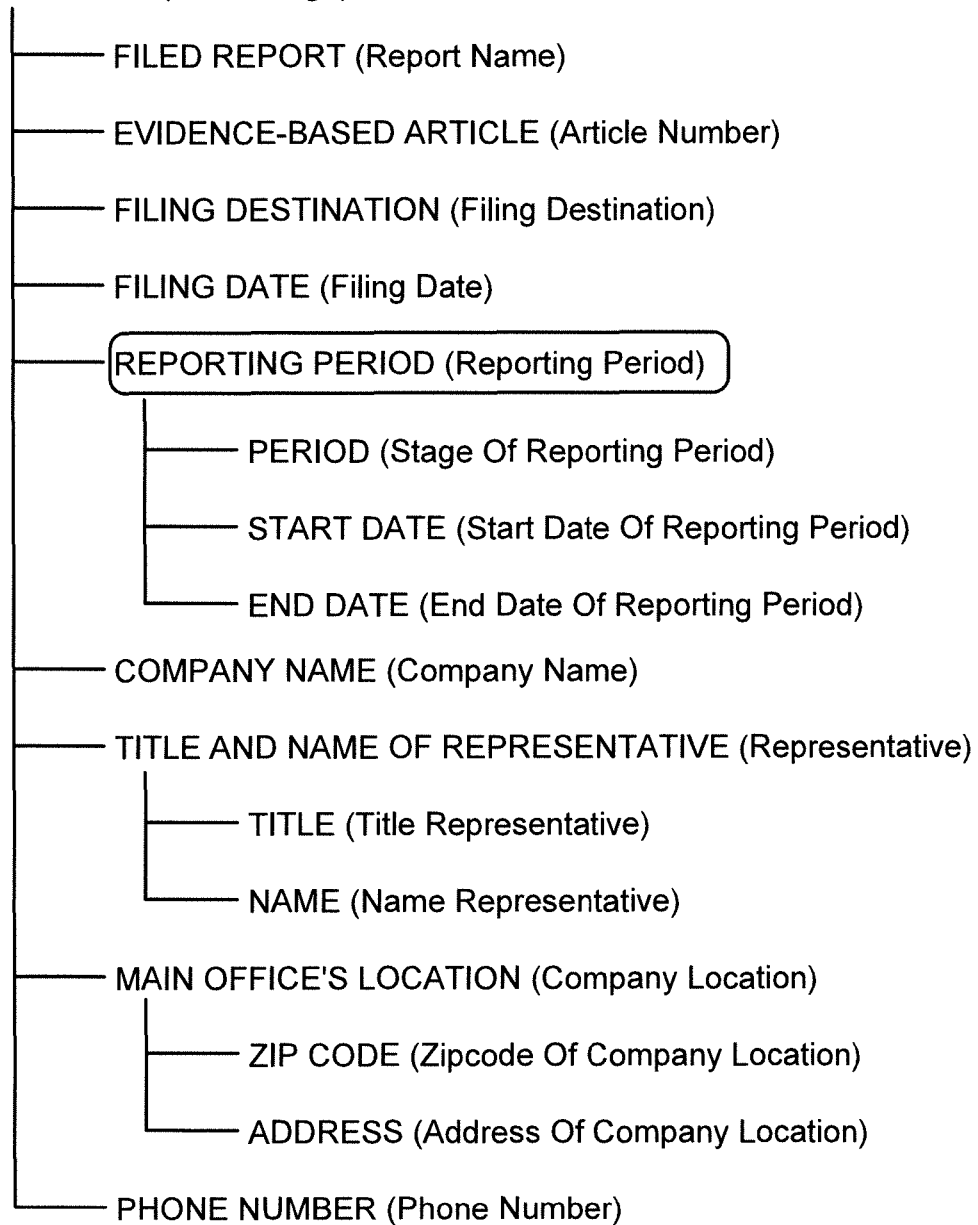 FILED REPORT (Report Name)
EVIDENCE-BASED ARTICLE (Article Number)
FILING DESTINATION (Filing Destination)
FILING DATE (Filing Date)
REPORTING PERIOD (Reporting Period)
PERIOD (Stage Of Reporting Period)
START DATE (Start Date Of Reporting Period)
END DATE (End Date Of Reporting Period)
COMPANY NAME (Company Name)
TITLE AND NAME OF REPRESENTATIVE (Representative)
TITLE (Title Representative)
NAME (Name Representative)
MAIN OFFICE'S LOCATION (Company Location)
ZIP CODE (Zipcode Of Company Location)
ADDRESS (Address Of Company Location)
PHONE NUMBER (Phone Number)